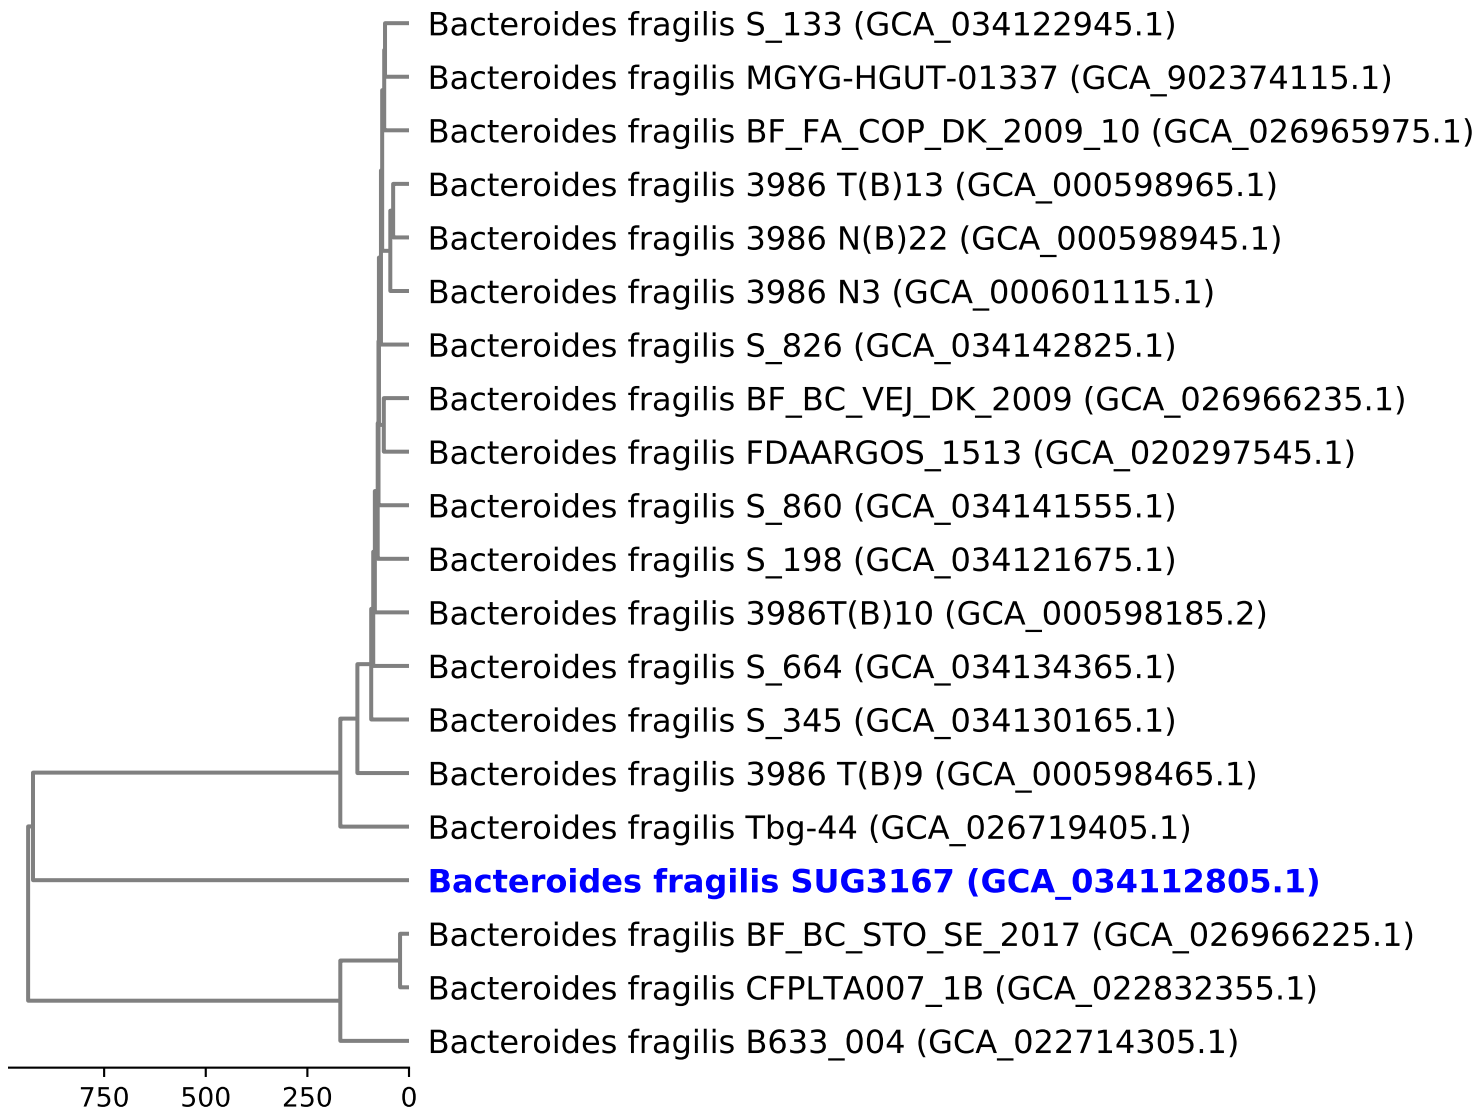 Bacteroides fragilis S_133 (GCA_034122945.1)
Bacteroides fragilis MGYG-HGUT-01337 (GCA_902374115.1)
Bacteroides fragilis BF_FA_COP_DK_2009_10 (GCA_026965975.1)
Bacteroides fragilis 3986 T(B)13 (GCA_000598965.1)
Bacteroides fragilis 3986 N(B)22 (GCA_000598945.1)
Bacteroides fragilis 3986 N3 (GCA_000601115.1)
Bacteroides fragilis S_826 (GCA_034142825.1)
Bacteroides fragilis BF_BC_VEJ_DK_2009 (GCA_026966235.1)
Bacteroides fragilis FDAARGOS_1513 (GCA_020297545.1)
Bacteroides fragilis S_860 (GCA_034141555.1)
Bacteroides fragilis S_198 (GCA_034121675.1)
Bacteroides fragilis 3986T(B)10 (GCA_000598185.2)
Bacteroides fragilis S_664 (GCA_034134365.1)
Bacteroides fragilis S_345 (GCA_034130165.1)
Bacteroides fragilis 3986 T(B)9 (GCA_000598465.1)
Bacteroides fragilis Tbg-44 (GCA_026719405.1)
Bacteroides fragilis SUG3167 (GCA_034112805.1)
Bacteroides fragilis BF_BC_STO_SE_2017 (GCA_026966225.1)
Bacteroides fragilis CFPLTA007_1B (GCA_022832355.1)
Bacteroides fragilis B633_004 (GCA_022714305.1)
750 500 250 0